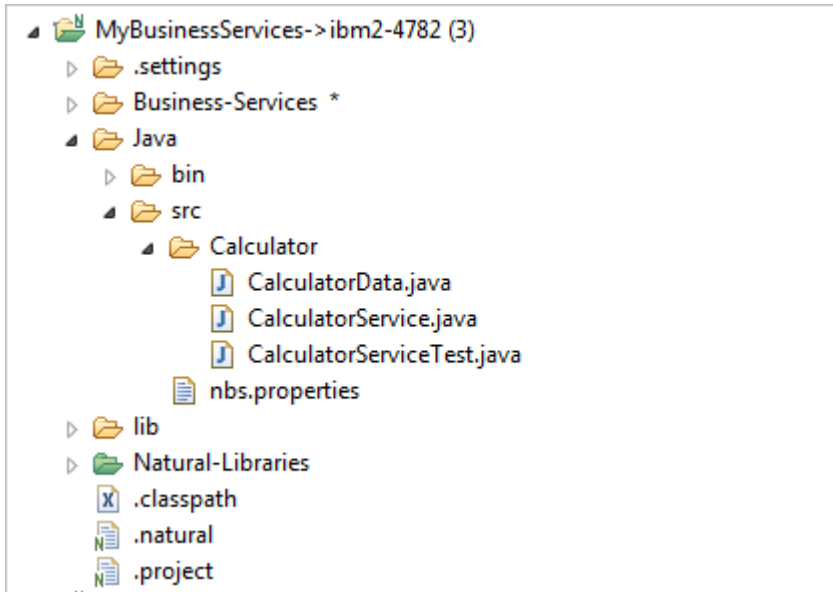 MyBusinessServices->ibm2-4782 (3)
.settings
Business-Services *
Java
bin
src
Calculator
CalculatorData.java
CalculatorService.java
CalculatorServiceTest.java
nbs.properties
lib
Natural-Libraries
.classpath
.natural
.project